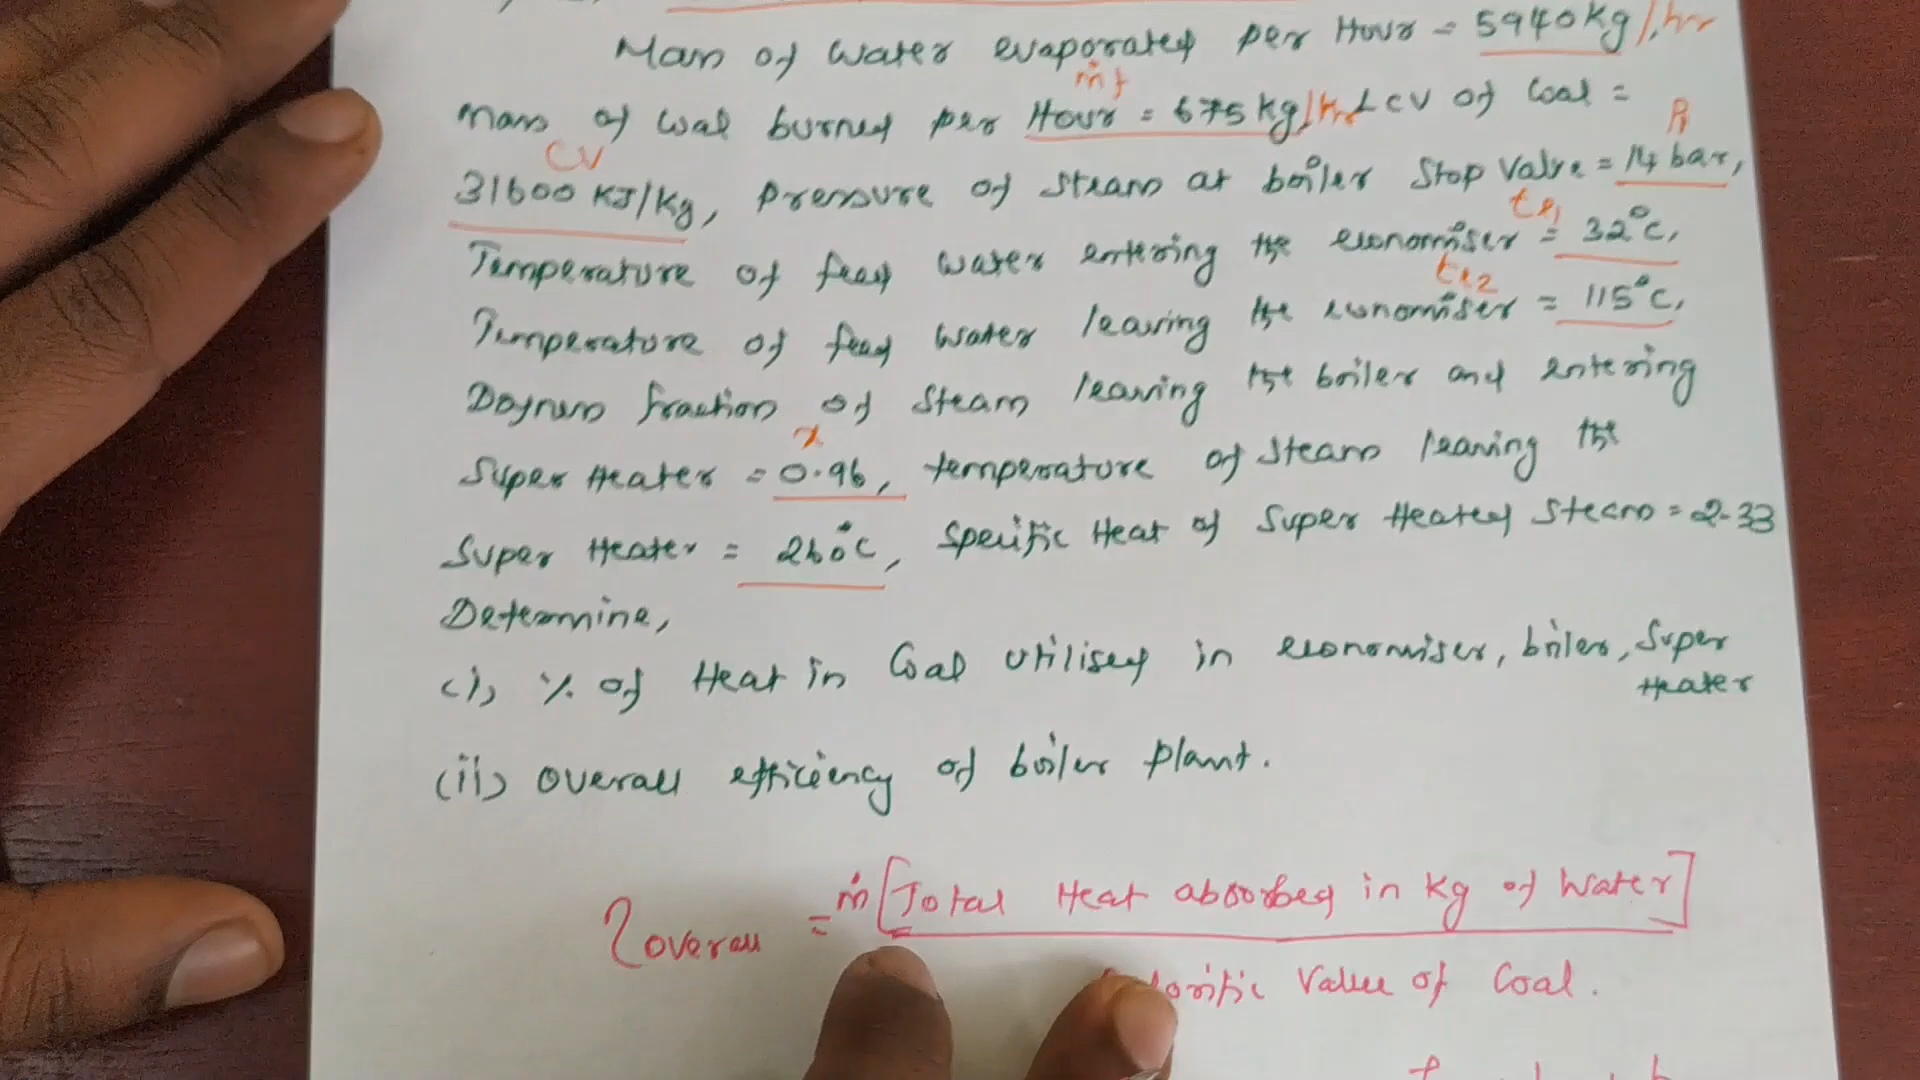 Mass of water evaporated per Hour = 5940 kg/hr
ṁf
Mass of Coal burned per Hour = 675 kg/hr LCV of Coal =
CV
P1
31600 KJ/kg, Pressure of steam at boiler Stop Valve = 14 bar,
te1
Temperature of feed water entering the economiser = 32°C,
te2
Temperature of feed water leaving the economiser = 115°C,
Dryness fraction of steam leaving the boiler and entering
x
Super Heater = 0.96, temperature of steam leaving the
Super Heater = 260°C, Specific Heat of Super Heated Steam = 2.33
Determine,
(i), % of Heat in Coal utilised in economiser, boiler, Super Heater
(ii) Overall efficiency of boiler plant.
η overall = ṁ [Total Heat absorbed in kg of water]
Value of Coal.